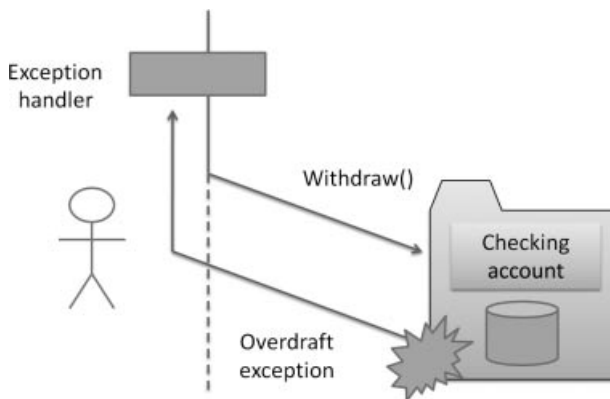 Exception
handler
Withdraw()
Checking
account
Overdraft
exception